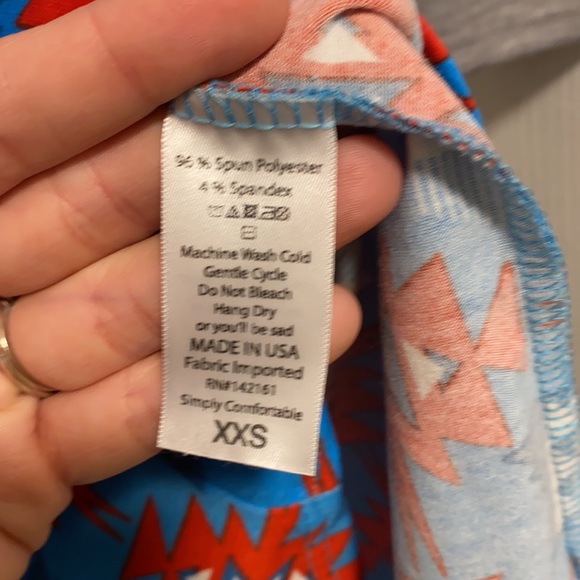 96 % Spun Polyester
4 % Spandex
Machine Wash Cold
Gentle Cycle
Do Not Bleach
Hang Dry
or you'll be sad
MADE IN USA
Fabric Imported
RN#142161
Simply Comfortable
XXS